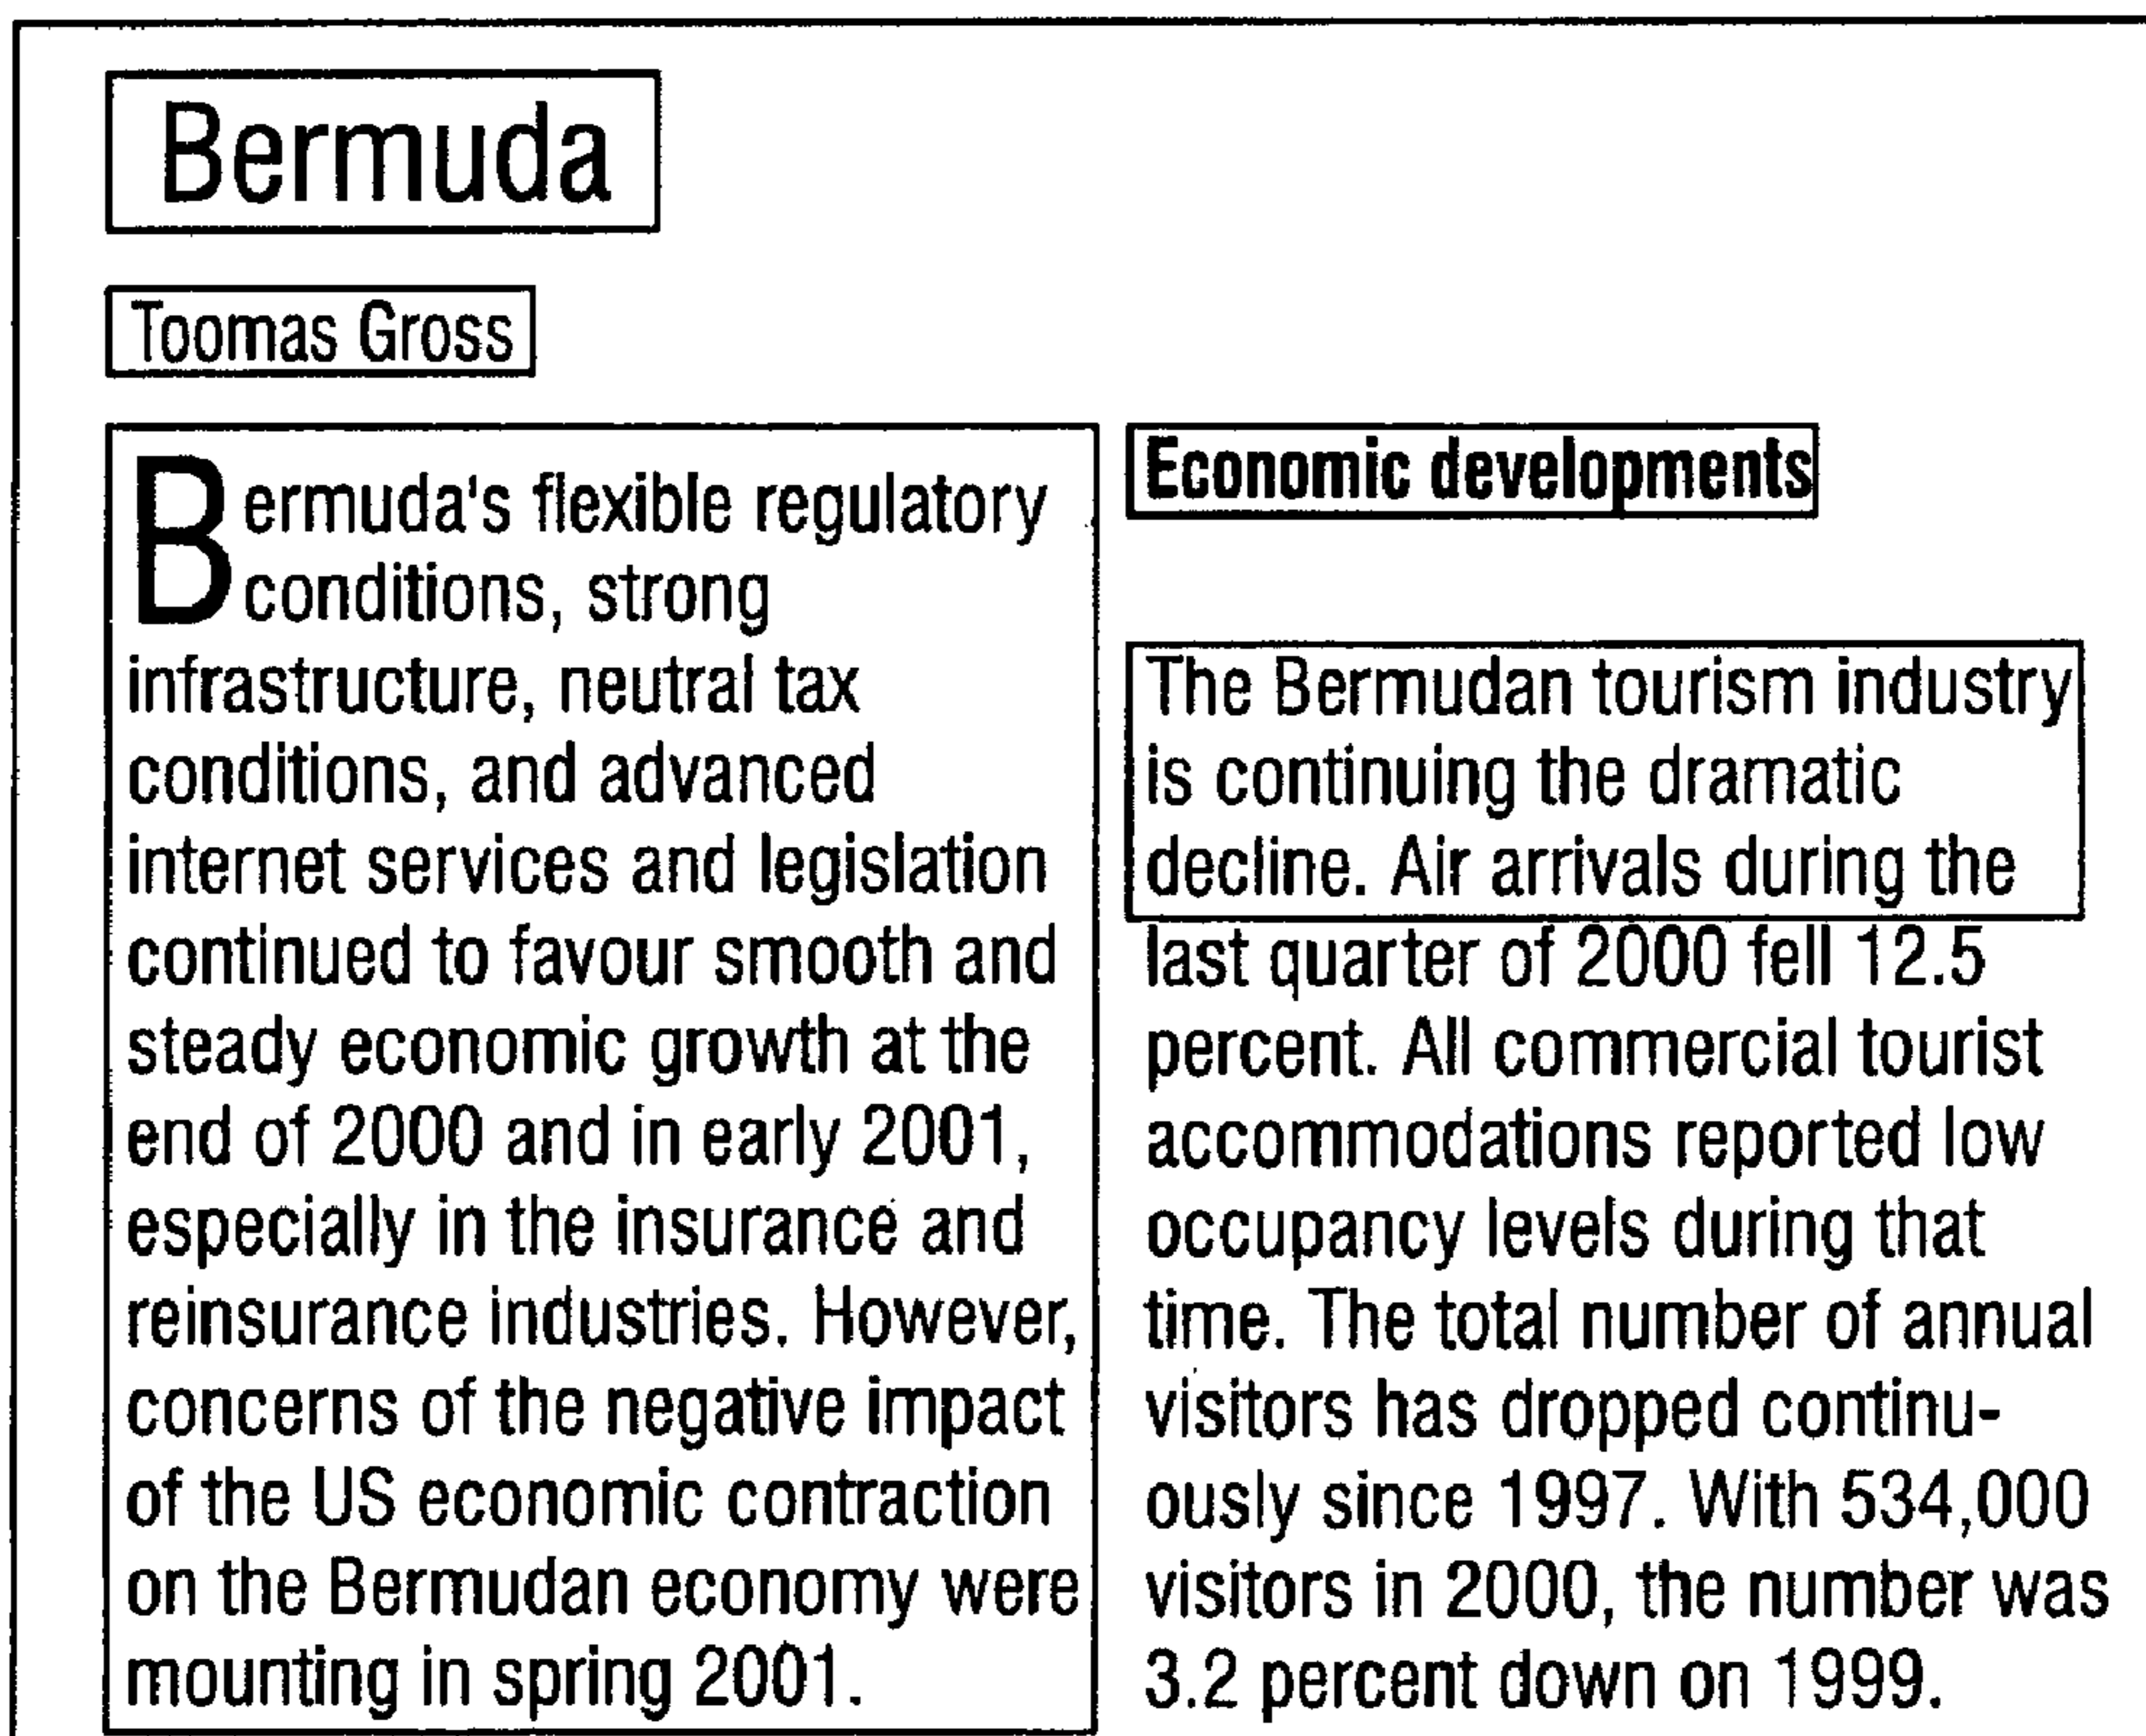 Bermuda
Toomas Gross
Bermuda's flexible regulatory
conditions, strong
infrastructure, neutral tax
conditions, and advanced
internet services and legislation
continued to favour smooth and
steady economic growth at the
end of 2000 and in early 2001,
especially in the insurance and
reinsurance industries. However,
concerns of the negative impact
of the US economic contraction
on the Bermudan economy were
mounting in spring 2001.
Economic developments
The Bermudan tourism industry
is continuing the dramatic
decline. Air arrivals during the
last quarter of 2000 fell 12.5
percent. All commercial tourist
accommodations reported low
occupancy levels during that
time. The total number of annual
visitors has dropped continu-
ously since 1997. With 534,000
visitors in 2000, the number was
3.2 percent down on 1999.